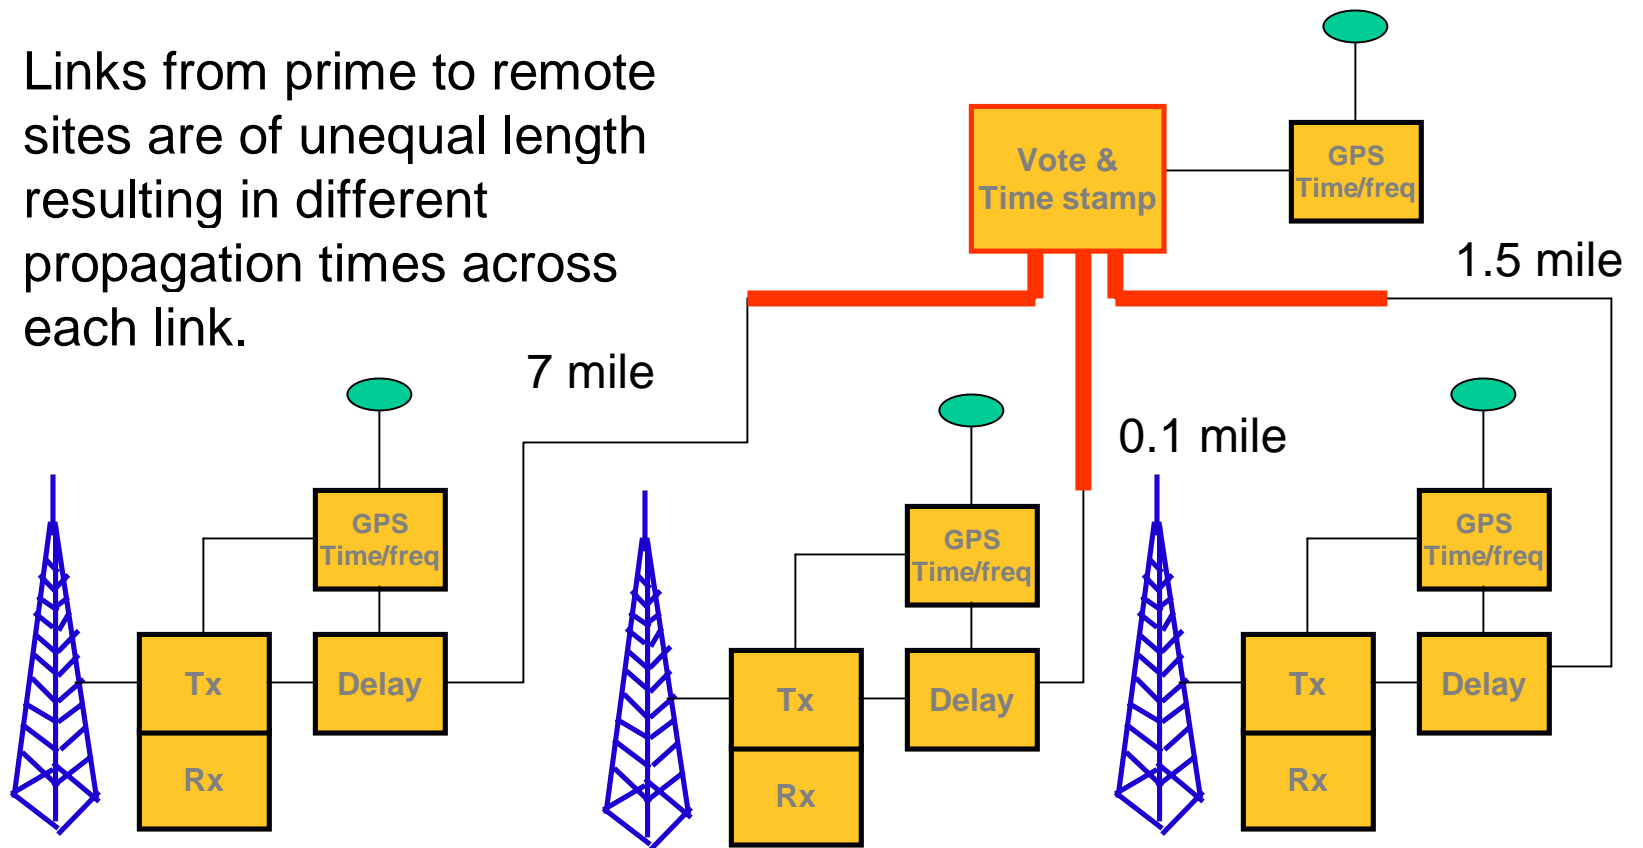 Links from prime to remote
sites are of unequal length
resulting in different
propagation times across
each link.
Vote &
Time stamp
GPS
Time/freq
1.5 mile
7 mile
0.1 mile
GPS
Time/freq
Tx
Delay
Rx
GPS
Time/freq
Tx
Delay
Rx
GPS
Time/freq
Tx
Delay
Rx